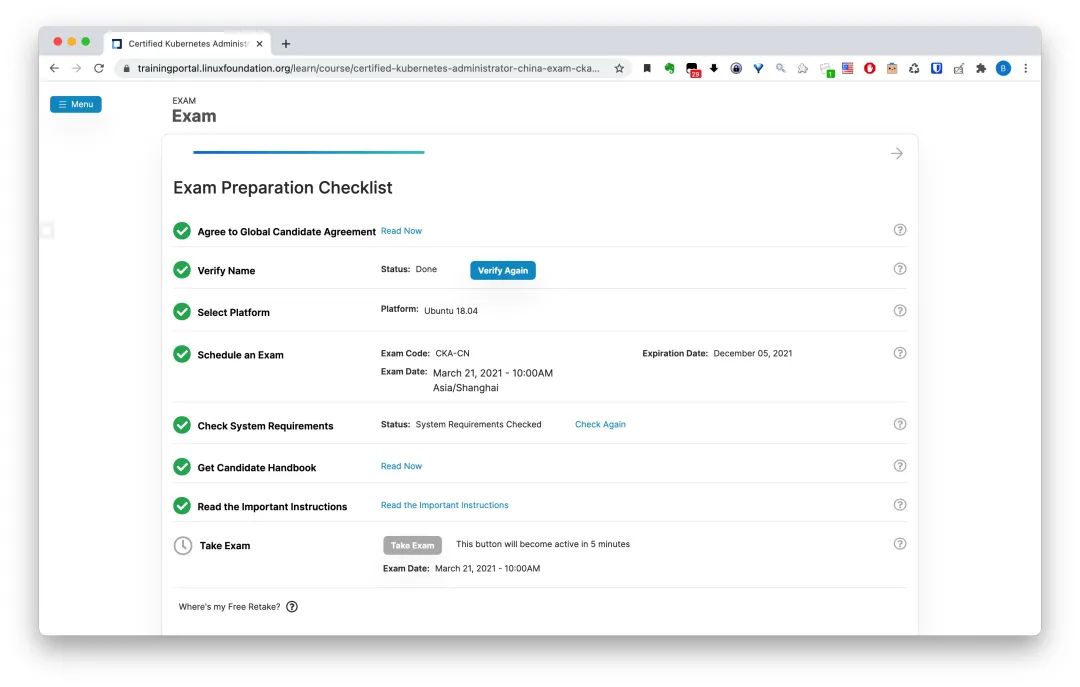 Certified Kubernetes Administr
trainingportal.linuxfoundation.org/learn/course/certified-kubernetes-administrator-china-exam-cka...
29
1
B
Menu
EXAM
Exam
Exam Preparation Checklist
Agree to Global Candidate Agreement Read Now
Verify Name Status: Done Verify Again
Select Platform Platform: Ubuntu 18.04
Schedule an Exam Exam Code: CKA-CN Expiration Date: December 05, 2021
Exam Date: March 21, 2021 - 10:00AM
Asia/Shanghai
Check System Requirements Status: System Requirements Checked Check Again
Get Candidate Handbook Read Now
Read the Important Instructions Read the Important Instructions
Take Exam Take Exam This button will become active in 5 minutes
Exam Date: March 21, 2021 - 10:00AM
Where's my Free Retake?